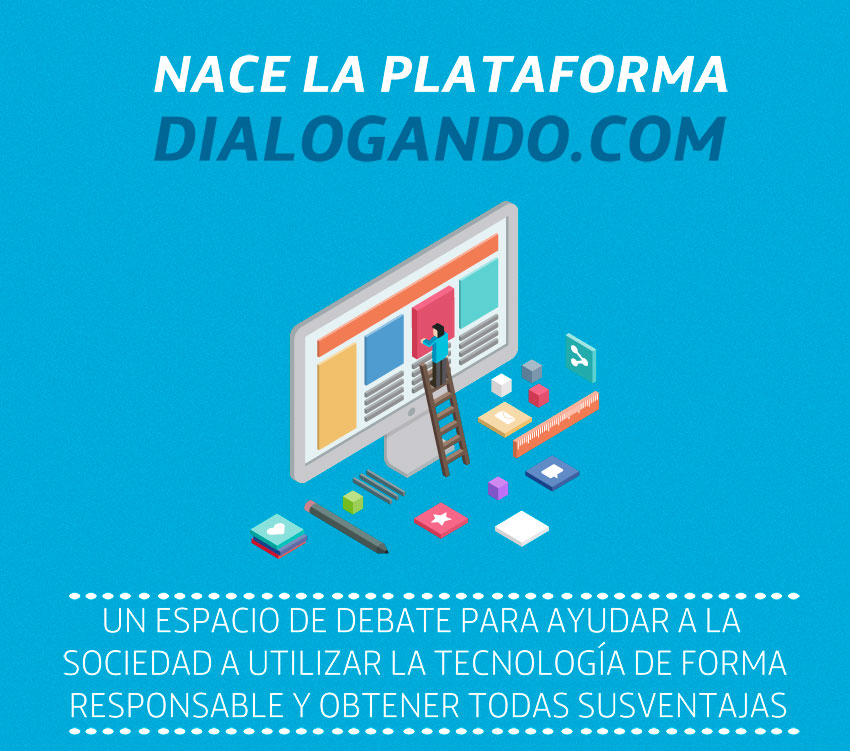 NACE LA PLATAFORMA
DIALOGANDO.COM
UN ESPACIO DE DEBATE PARA AYUDAR A LA
SOCIEDAD A UTILIZAR LA TECNOLOGÍA DE FORMA
RESPONSABLE Y OBTENER TODAS SUSVENTAJAS